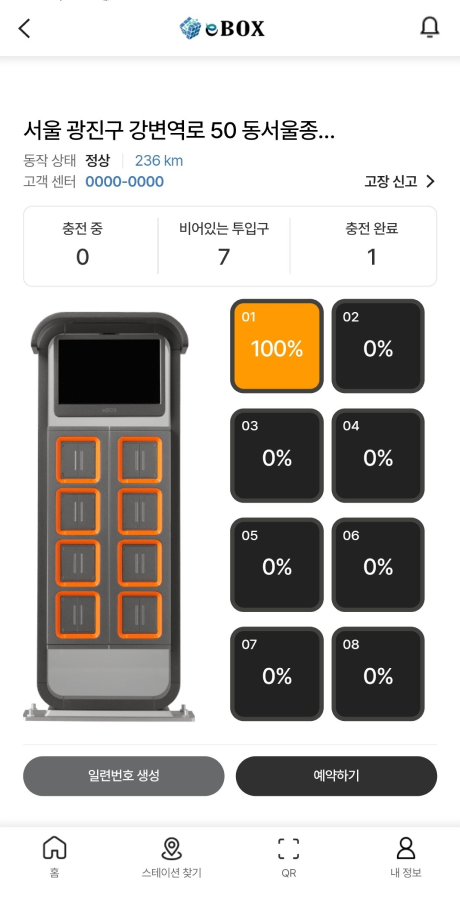 eBOX
서울 광진구 강변역로 50 동서울종...
동작 상태 정상 236 km
고객 센터 0000-0000 고장 신고
충전 중 비어있는 투입구 충전 완료
0 7 1
01 02
100% 0%
03 04
0% 0%
05 06
0% 0%
07 08
0% 0%
일련번호 생성 예약하기
홈 스테이션 찾기 QR 내 정보